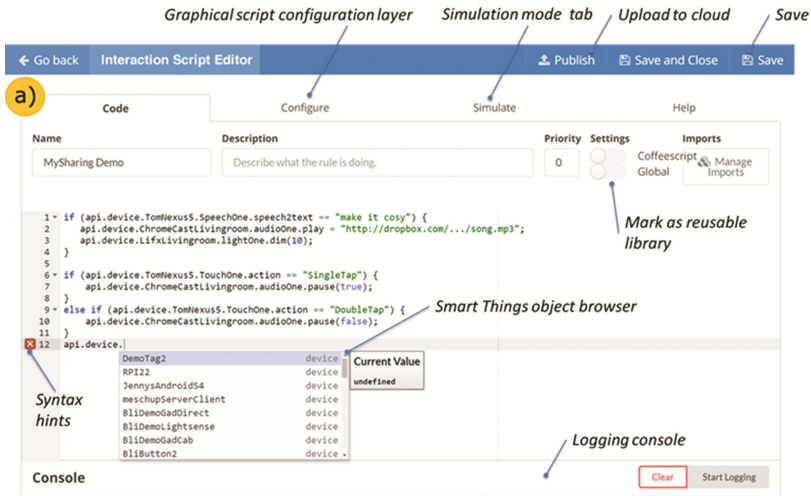 Graphical script configuration layer
Simulation mode tab
Upload to cloud
Save
Go back
Interaction Script Editor
Publish
Save and Close
Save
a)
Code
Configure
Simulate
Help
Name
Description
Priority
Settings
Imports
MySharing Demo
Describe what the rule is doing.
0
Coffeescript
Global
Manage
Imports
Mark as reusable
library
1 if (api.device.TomNexus5.SpeechOne.speech2text == "make it cosy") {
2 api.device.ChromeCastLivingroom.audioOne.play = "http://dropbox.com/.../song.mp3";
3 api.device.LifxLivingroom.lightOne.dim(10);
4 }
5
6 if (api.device.TomNexus5.TouchOne.action == "SingleTap") {
7 api.device.ChromeCastLivingroom.audioOne.pause(true);
8 }
9 else if (api.device.TomNexus5.TouchOne.action == "DoubleTap") {
10 api.device.ChromeCastLivingroom.audioOne.pause(false);
11 }
12 api.device.
Smart Things object browser
DemoTag2 device
RPI22 device
JennysAndroidS4 device
meschupServerClient device
BliDemoGadDirect device
BliDemoLightsense device
BliDemoGadCab device
BliButton2 device
Current Value
undefined
Syntax
hints
Logging console
Console
Clear
Start Logging